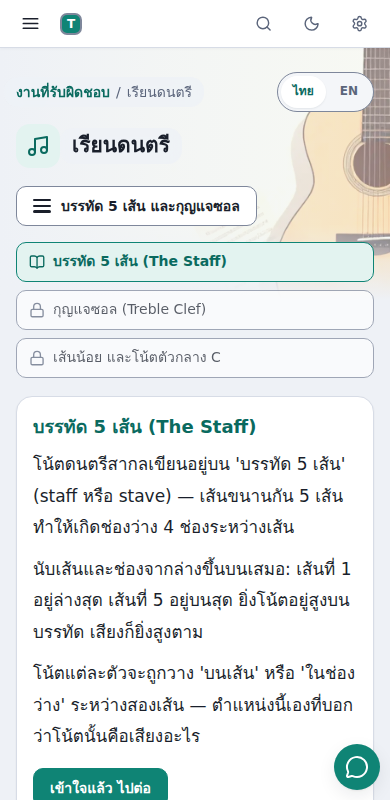 T
งานที่รับผิดชอบ / เรียนดนตรี
ไทย EN
เรียนดนตรี
บรรทัด 5 เส้น และกุญแจซอล
บรรทัด 5 เส้น (The Staff)
กุญแจซอล (Treble Clef)
เส้นน้อย และโน้ตตัวกลาง C
บรรทัด 5 เส้น (The Staff)
โน้ตดนตรีสากลเขียนอยู่บน 'บรรทัด 5 เส้น'
(staff หรือ stave) — เส้นขนานกัน 5 เส้น
ทำให้เกิดช่องว่าง 4 ช่องระหว่างเส้น
นับเส้นและช่องจากล่างขึ้นบนเสมอ: เส้นที่ 1
อยู่ล่างสุด เส้นที่ 5 อยู่บนสุด ยิ่งโน้ตอยู่สูงบน
บรรทัด เสียงก็ยิ่งสูงตาม
โน้ตแต่ละตัวจะถูกวาง 'บนเส้น' หรือ 'ในช่อง
ว่าง' ระหว่างสองเส้น — ตำแหน่งนี้เองที่บอก
ว่าโน้ตนั้นคือเสียงอะไร
เข้าใจแล้ว ไปต่อ